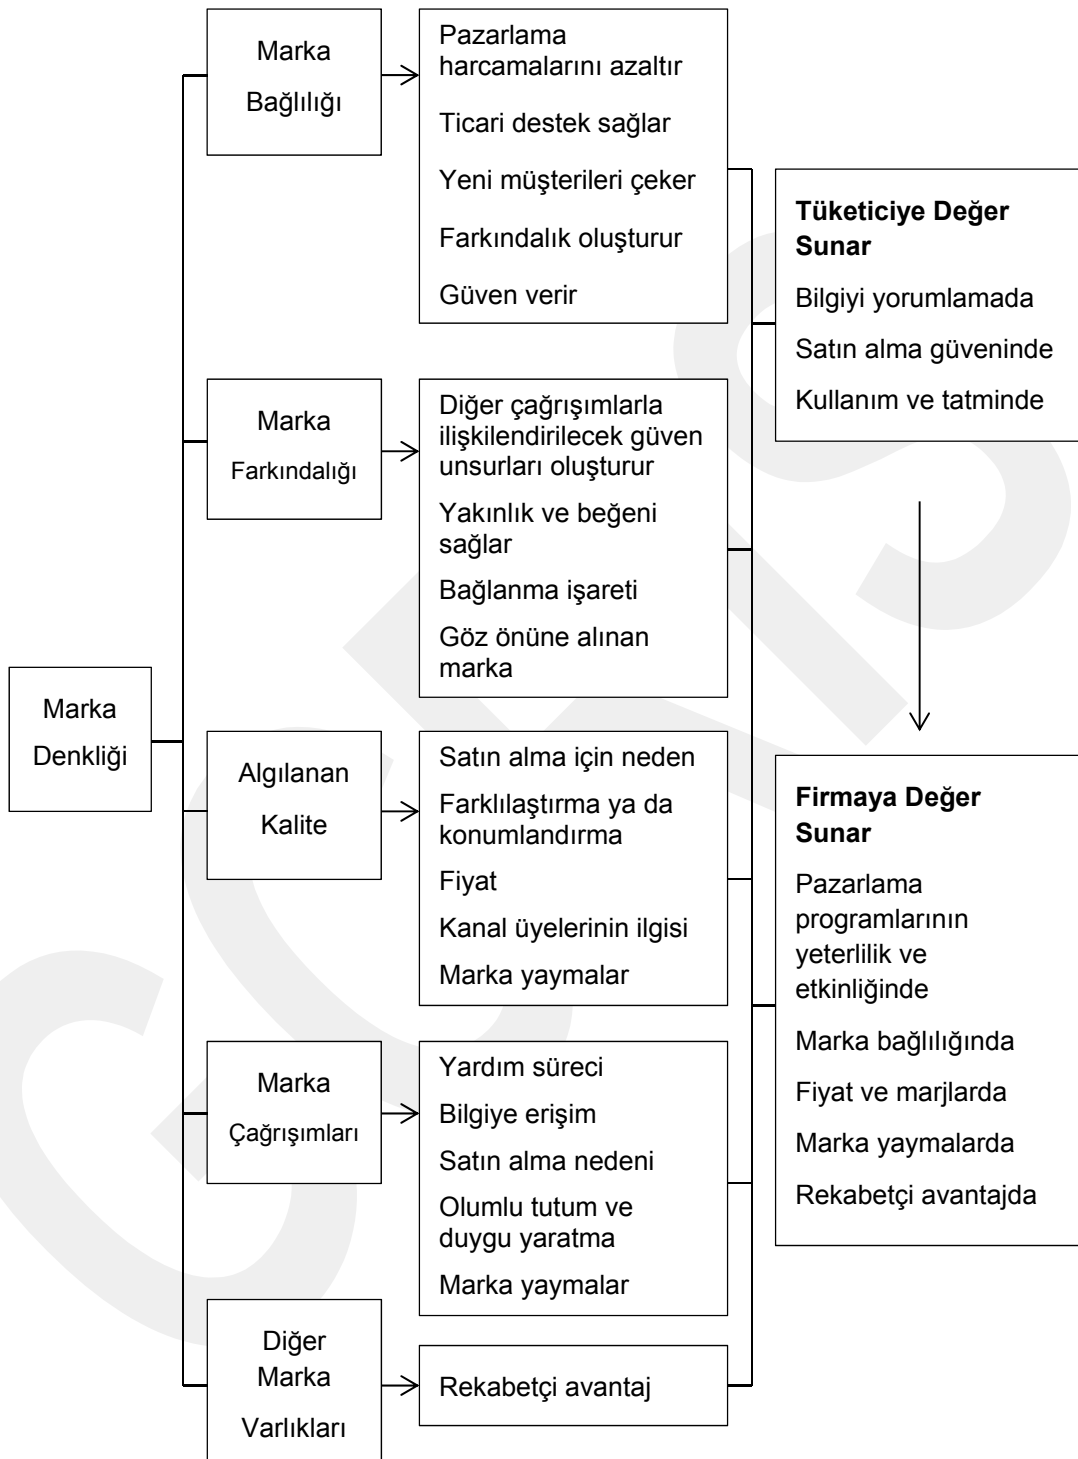 Marka
Bağlılığı
Pazarlama
harcamalarını azaltır
Ticari destek sağlar
Yeni müşterileri çeker
Farkındalık oluşturur
Güven verir
Marka
Farkındalığı
Diğer çağrışımlarla
ilişkilendirilecek güven
unsurları oluşturur
Yakınlık ve beğeni
sağlar
Bağlanma işareti
Göz önüne alınan
marka
Marka
Denkliği
Algılanan
Kalite
Satın alma için neden
Farklılaştırma ya da
konumlandırma
Fiyat
Kanal üyelerinin ilgisi
Marka yaymalar
Marka
Çağrışımları
Yardım süreci
Bilgiye erişim
Satın alma nedeni
Olumlu tutum ve
duygu yaratma
Marka yaymalar
Diğer
Marka
Varlıkları
Rekabetçi avantaj
Tüketiciye Değer
Sunar
Bilgiyi yorumlamada
Satın alma güveninde
Kullanım ve tatminde
Firmaya Değer
Sunar
Pazarlama
programlarının
yeterlilik ve
etkinliğinde
Marka bağlılığında
Fiyat ve marjlarda
Marka yaymalarda
Rekabetçi avantajda